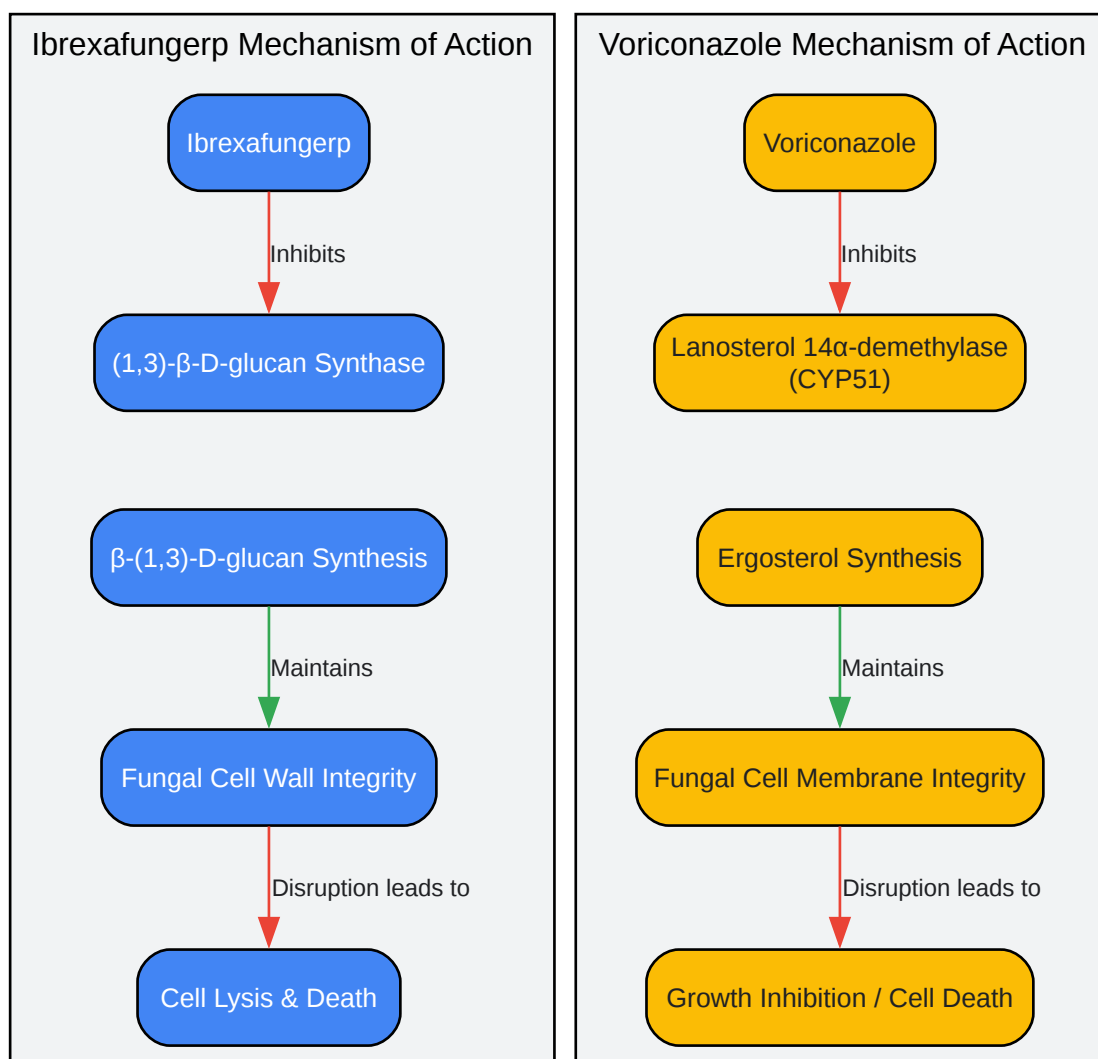 Ibrexafungerp Mechanism of Action
Ibrexafungerp
Inhibits
(1,3)-β-D-glucan Synthase
β-(1,3)-D-glucan Synthesis
Maintains
Fungal Cell Wall Integrity
Disruption leads to
Cell Lysis & Death
Voriconazole Mechanism of Action
Voriconazole
Inhibits
Lanosterol 14α-demethylase
(CYP51)
Ergosterol Synthesis
Maintains
Fungal Cell Membrane Integrity
Disruption leads to
Growth Inhibition / Cell Death